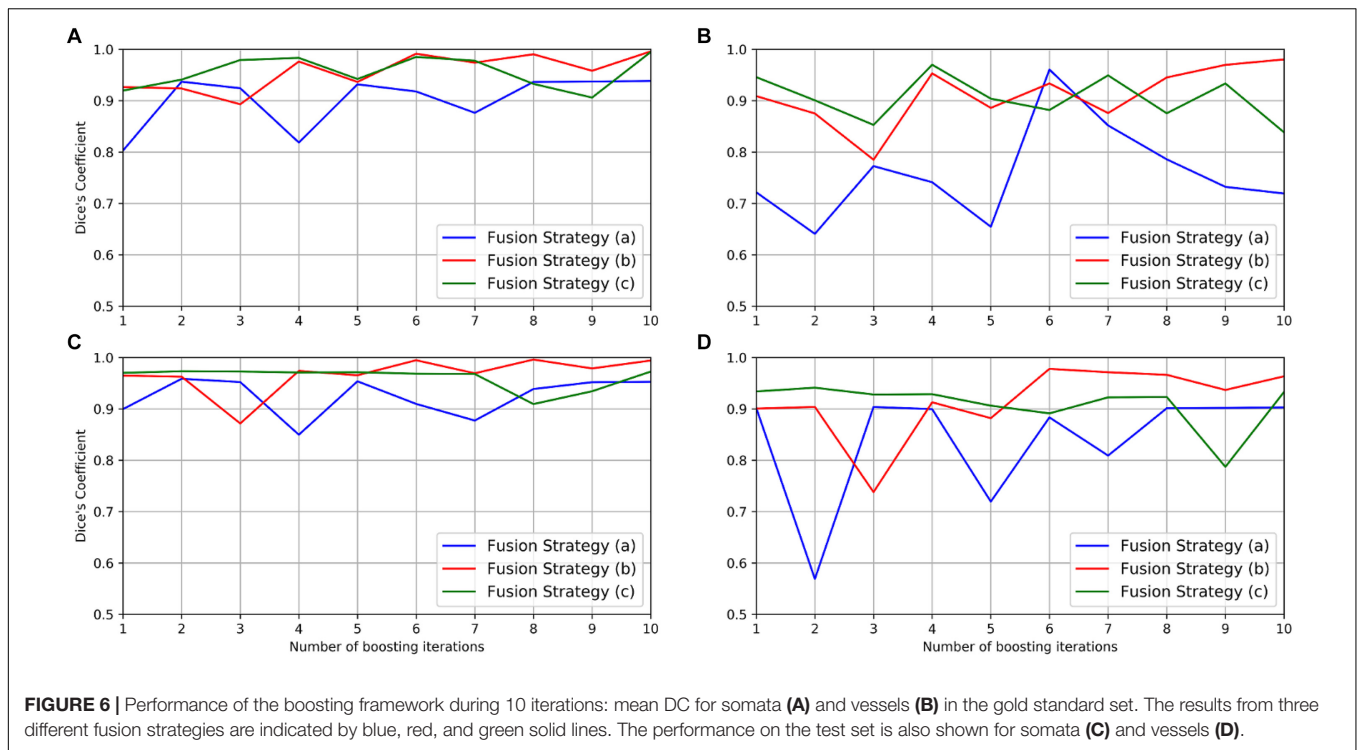 A
1.0
0.9
0.8
0.7
0.6
0.5
Dice's Coefficient
1 2 3 4 5 6 7 8 9 10
Fusion Strategy (a)
Fusion Strategy (b)
Fusion Strategy (c)
B
1.0
0.9
0.8
0.7
0.6
0.5
1 2 3 4 5 6 7 8 9 10
Fusion Strategy (a)
Fusion Strategy (b)
Fusion Strategy (c)
C
1.0
0.9
0.8
0.7
0.6
0.5
Dice's Coefficient
1 2 3 4 5 6 7 8 9 10
Number of boosting iterations
Fusion Strategy (a)
Fusion Strategy (b)
Fusion Strategy (c)
D
1.0
0.9
0.8
0.7
0.6
0.5
1 2 3 4 5 6 7 8 9 10
Number of boosting iterations
Fusion Strategy (a)
Fusion Strategy (b)
Fusion Strategy (c)
FIGURE 6 | Performance of the boosting framework during 10 iterations: mean DC for somata (A) and vessels (B) in the gold standard set. The results from three
different fusion strategies are indicated by blue, red, and green solid lines. The performance on the test set is also shown for somata (C) and vessels (D).